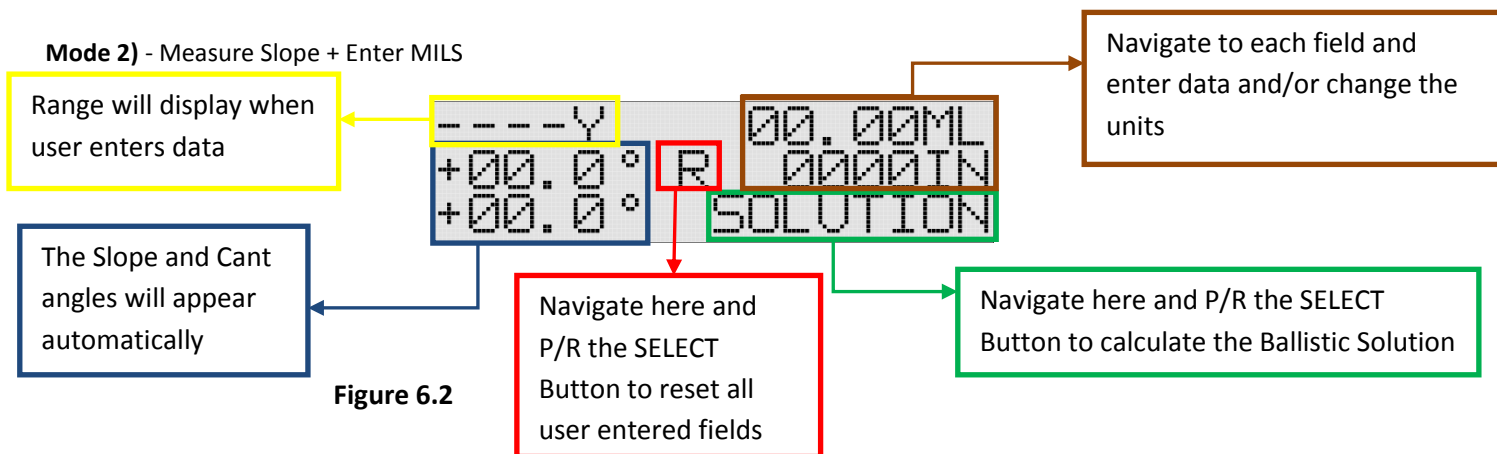 Mode 2) - Measure Slope + Enter MILS
Range will display when
user enters data
Navigate to each field and
enter data and/or change the
units
----Y 00.00ML
+00.0° R 0000IN
+00.0° SOLUTION
The Slope and Cant
angles will appear
automatically
Navigate here and
P/R the SELECT
Button to reset all
user entered fields
Navigate here and P/R the SELECT
Button to calculate the Ballistic Solution
Figure 6.2